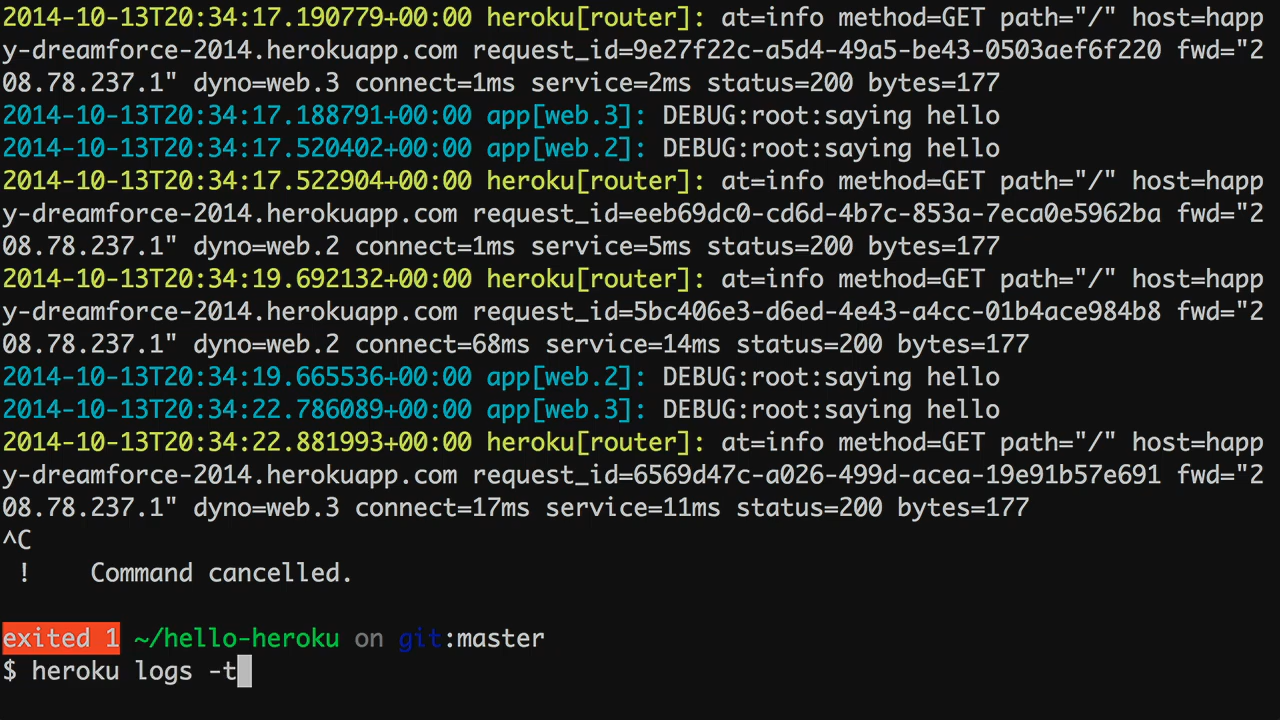 2014-10-13T20:34:17.190779+00:00 heroku[router]: at=info method=GET path="/" host=happ
y-dreamforce-2014.herokuapp.com request_id=9e27f22c-a5d4-49a5-be43-0503aef6f220 fwd="2
08.78.237.1" dyno=web.3 connect=1ms service=2ms status=200 bytes=177
2014-10-13T20:34:17.188791+00:00 app[web.3]: DEBUG:root:saying hello
2014-10-13T20:34:17.520402+00:00 app[web.2]: DEBUG:root:saying hello
2014-10-13T20:34:17.522904+00:00 heroku[router]: at=info method=GET path="/" host=happ
y-dreamforce-2014.herokuapp.com request_id=eeb69dc0-cd6d-4b7c-853a-7eca0e5962ba fwd="2
08.78.237.1" dyno=web.2 connect=1ms service=5ms status=200 bytes=177
2014-10-13T20:34:19.692132+00:00 heroku[router]: at=info method=GET path="/" host=happ
y-dreamforce-2014.herokuapp.com request_id=5bc406e3-d6ed-4e43-a4cc-01b4ace984b8 fwd="2
08.78.237.1" dyno=web.2 connect=68ms service=14ms status=200 bytes=177
2014-10-13T20:34:19.665536+00:00 app[web.2]: DEBUG:root:saying hello
2014-10-13T20:34:22.786089+00:00 app[web.3]: DEBUG:root:saying hello
2014-10-13T20:34:22.881993+00:00 heroku[router]: at=info method=GET path="/" host=happ
y-dreamforce-2014.herokuapp.com request_id=6569d47c-a026-499d-acea-19e91b57e691 fwd="2
08.78.237.1" dyno=web.3 connect=17ms service=11ms status=200 bytes=177
^C
 !    Command cancelled.
exited 1 ~/hello-heroku on git:master
$ heroku logs -t